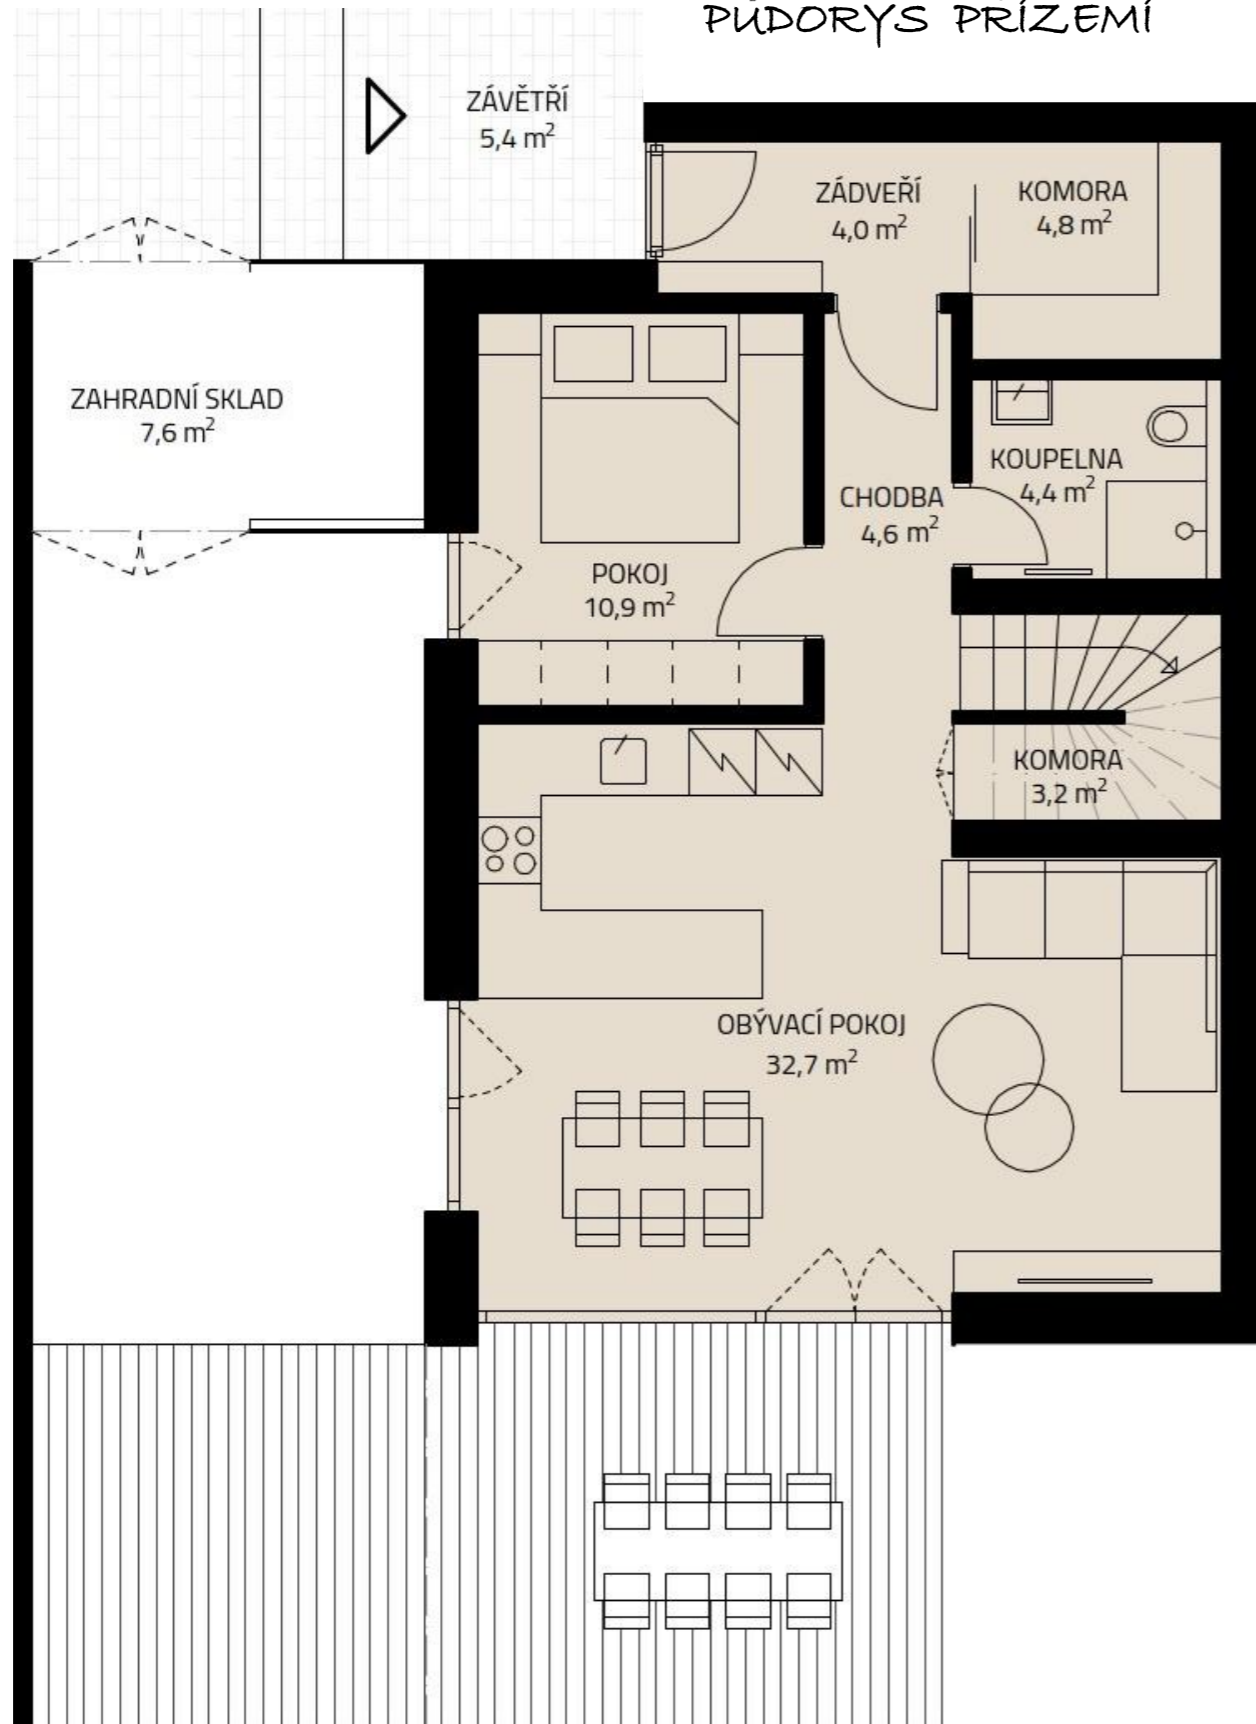 PŮDORYS PŘÍZEMÍ
ZÁVĚTŘÍ
5,4 m²
ZÁDVEŘÍ
4,0 m²
KOMORA
4,8 m²
ZAHRADNÍ SKLAD
7,6 m²
KOUPELNA
4,4 m²
CHODBA
4,6 m²
POKOJ
10,9 m²
KOMORA
3,2 m²
OBÝVACÍ POKOJ
32,7 m²